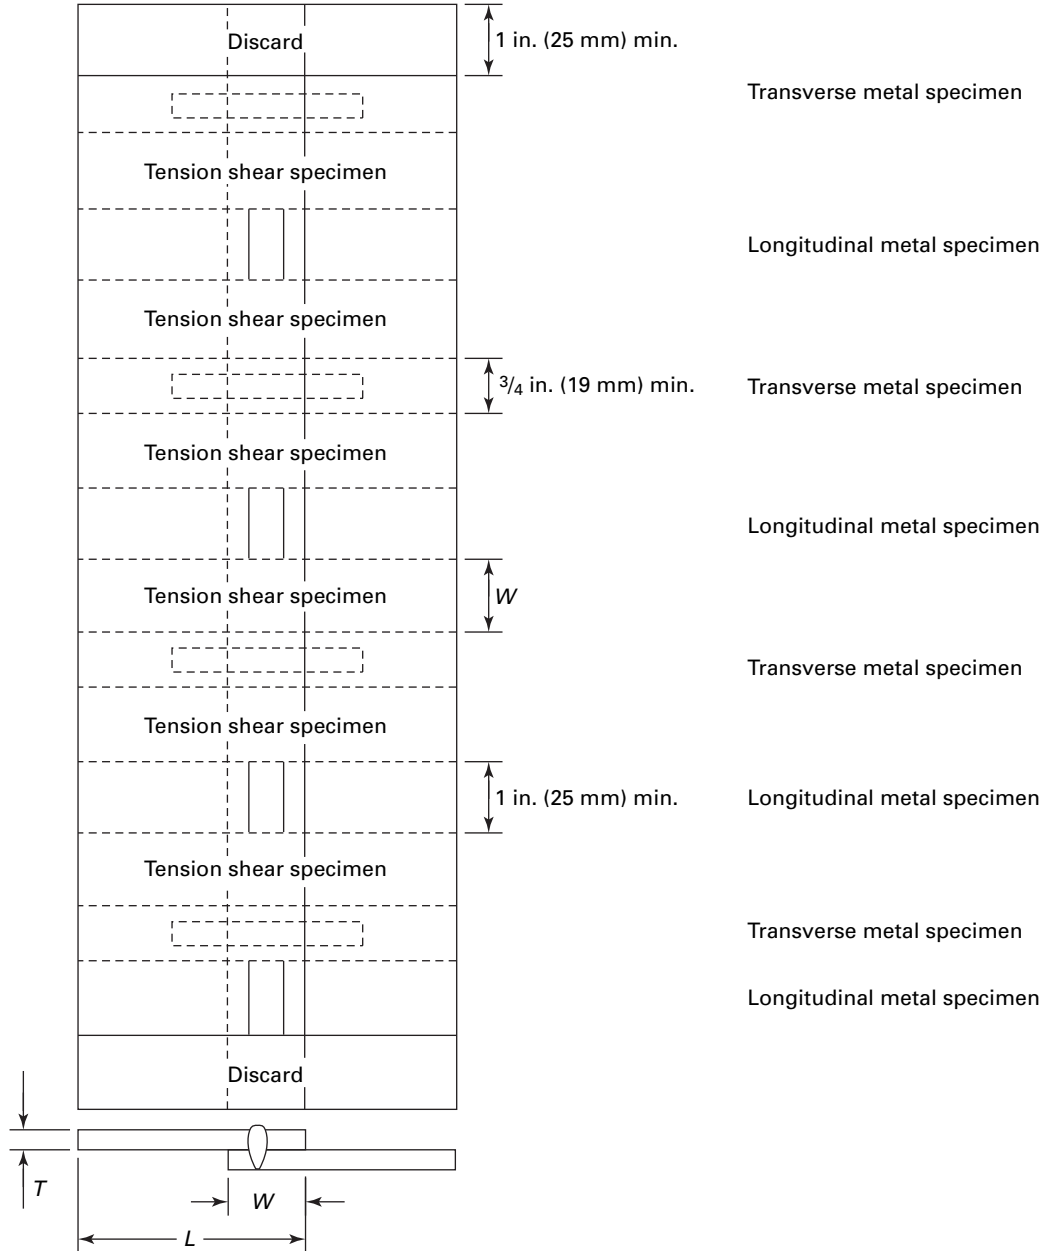 Discard
1 in. (25 mm) min.
Transverse metal specimen
Tension shear specimen
Longitudinal metal specimen
Tension shear specimen
3/4 in. (19 mm) min.
Transverse metal specimen
Tension shear specimen
Longitudinal metal specimen
Tension shear specimen
W
Transverse metal specimen
Tension shear specimen
1 in. (25 mm) min.
Longitudinal metal specimen
Tension shear specimen
Transverse metal specimen
Longitudinal metal specimen
Discard
T
W
L